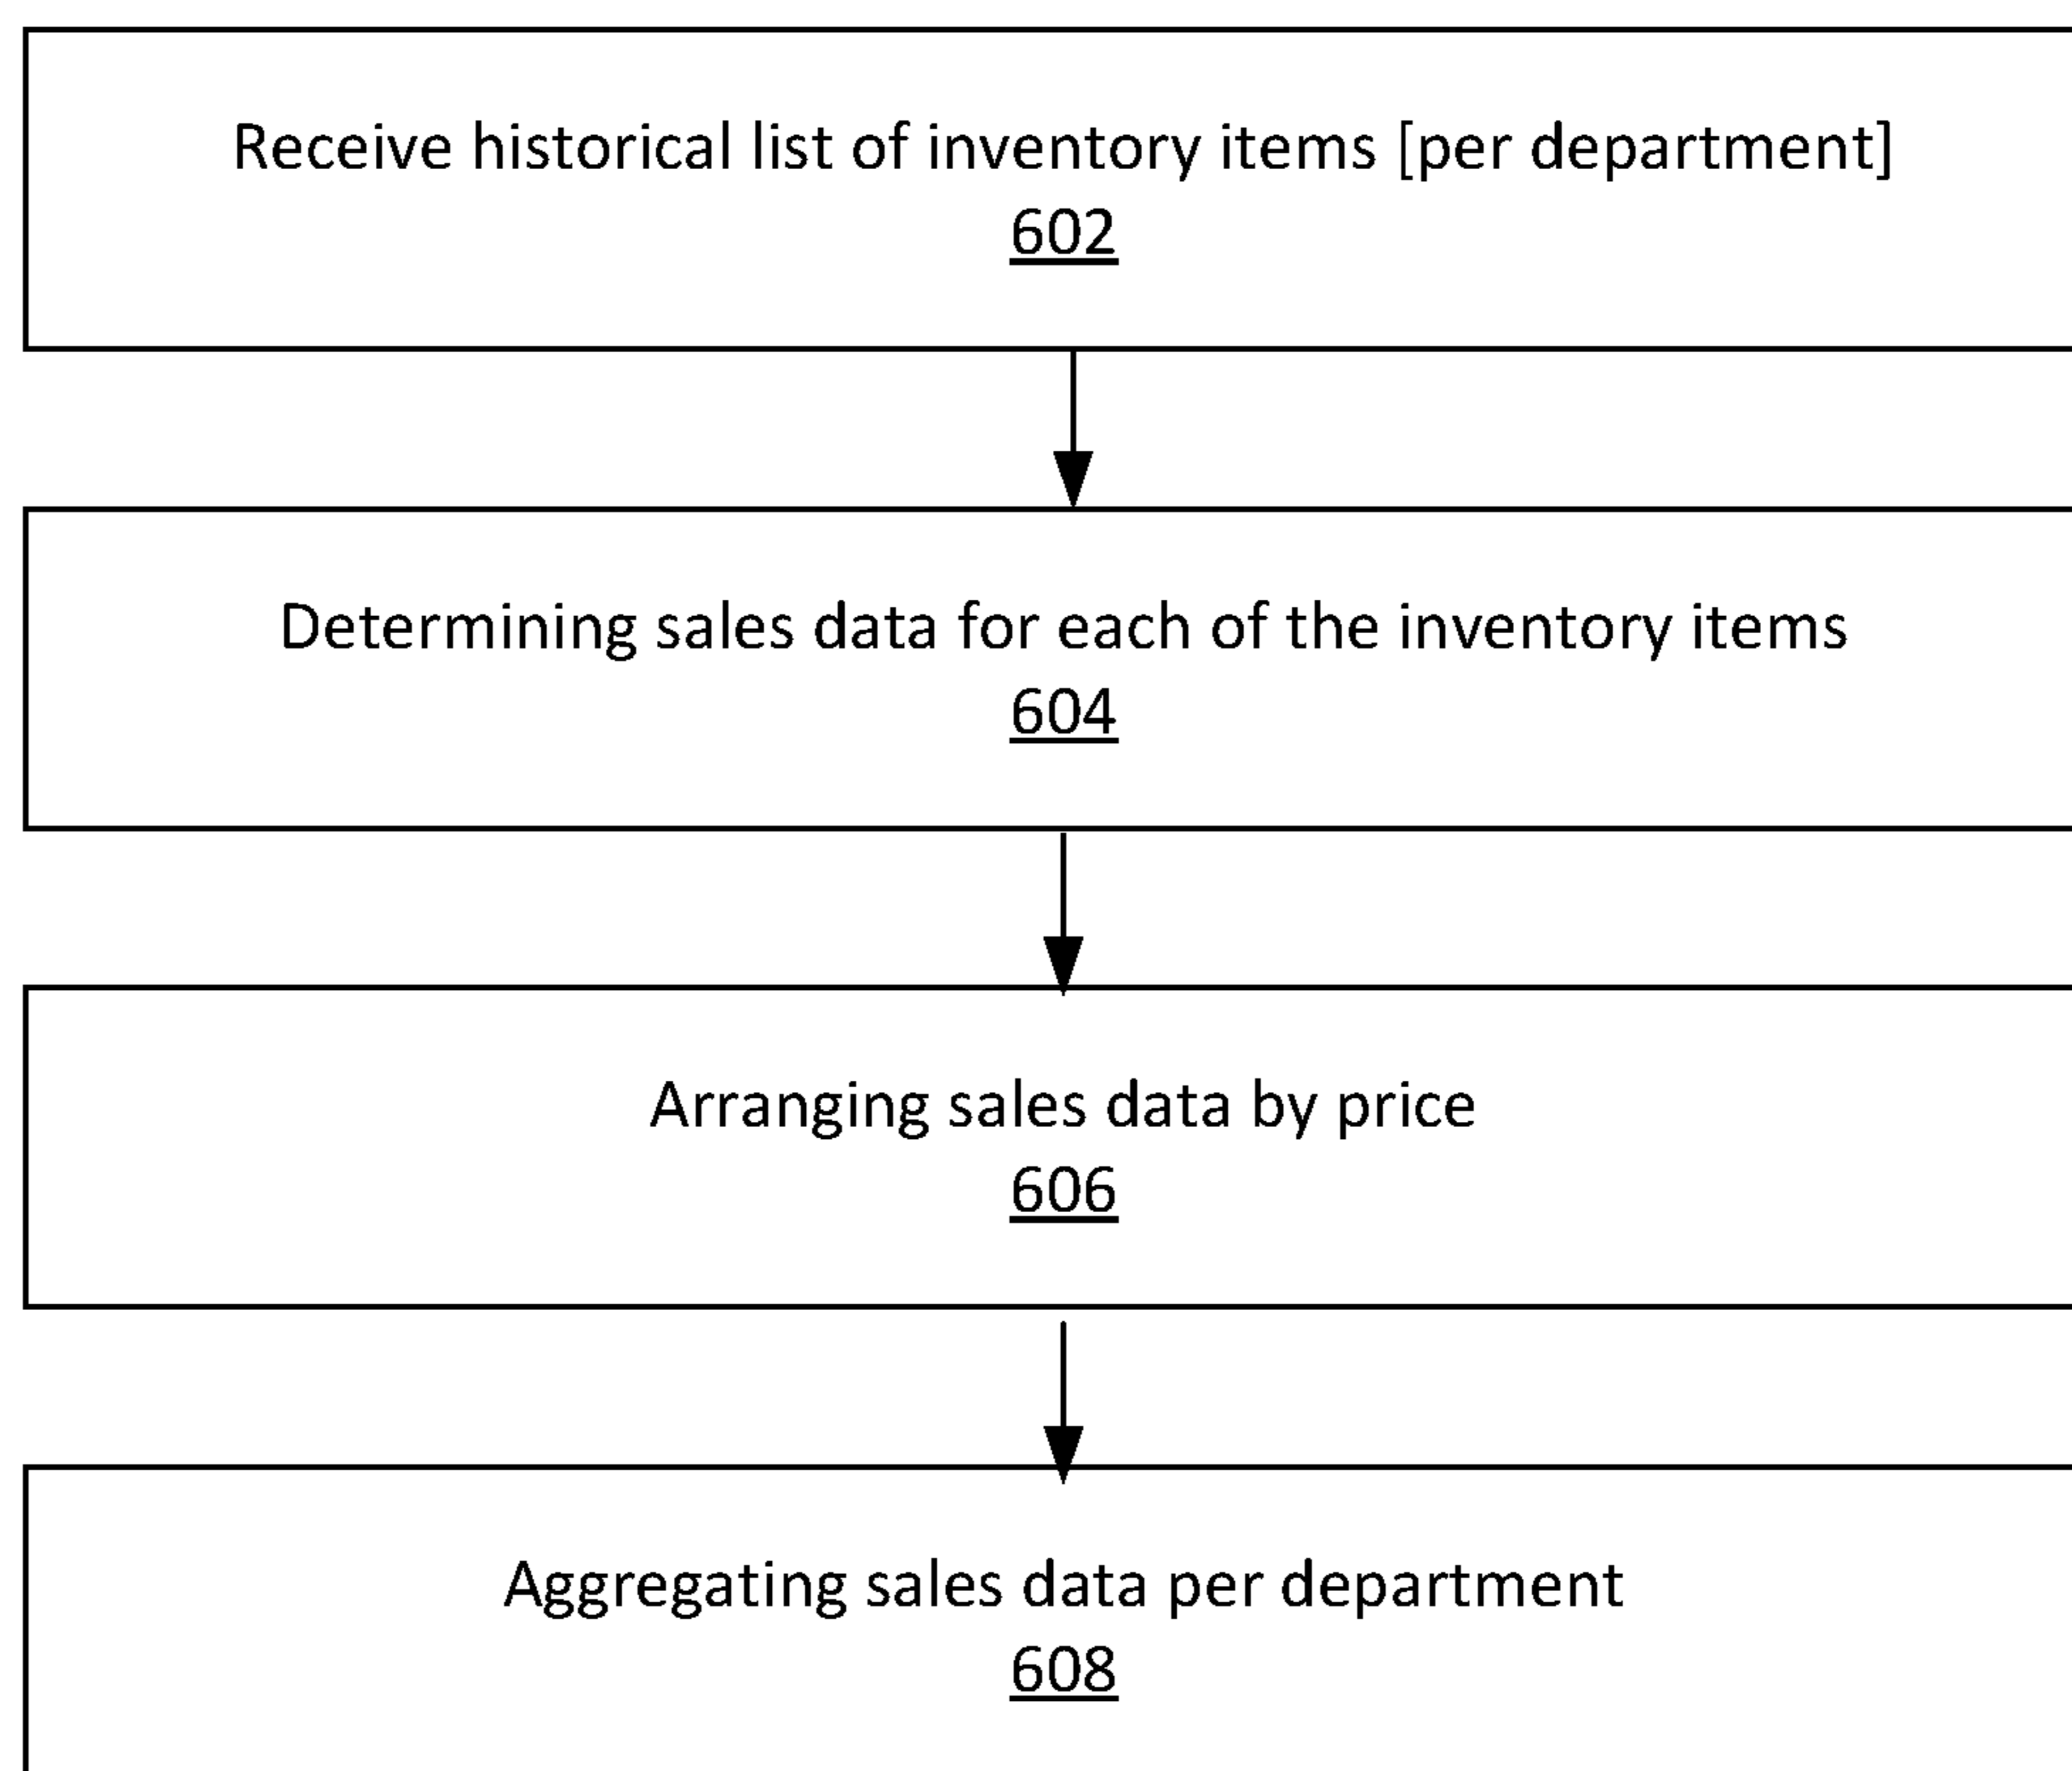 Receive historical list of inventory items [per department]
602
Determining sales data for each of the inventory items
604
Arranging sales data by price
606
Aggregating sales data per department
608